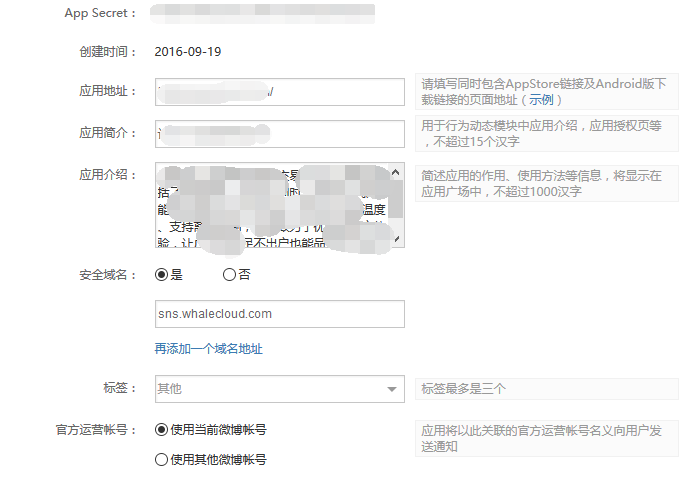 App Secret：
创建时间： 2016-09-19
应用地址： /
请填写同时包含AppStore链接及Android版下
载链接的页面地址（示例）
应用简介：
用于行为动态模块中应用介绍，应用授权页等
，不超过15个汉字
应用介绍：
括
能 温度
、支持
验，让 足不出户也能品
简述应用的作用、使用方法等信息，将显示在
应用广场中，不超过1000汉字
安全域名： 是 否
sns.whalecloud.com
再添加一个域名地址
标签： 其他
标签最多是三个
官方运营帐号： 使用当前微博帐号
应用将以此关联的官方运营帐号名义向用户发
送通知
使用其他微博帐号